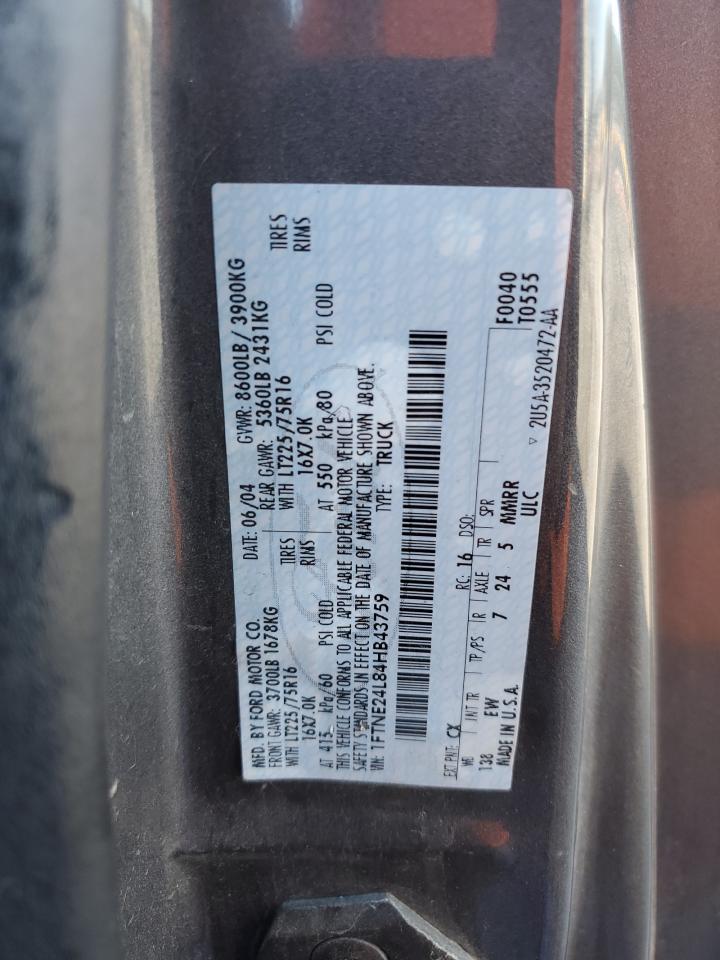 MFD. BY FORD MOTOR CO.
DATE: 06/04 GVWR: 8600LB/ 3900KG
FRONT GAWR: 3700LB 1678KG REAR GAWR: 5360LB 2431KG
WITH LT225/75R16 TIRES WITH LT225/75R16 TIRES
16X7.0K RIMS 16X7.0K RIMS
AT 415 kPa/60 PSI COLD AT 550 kPa/80 PSI COLD
THIS VEHICLE CONFORMS TO ALL APPLICABLE FEDERAL MOTOR VEHICLE
SAFETY STANDARDS IN EFFECT ON THE DATE OF MANUFACTURE SHOWN ABOVE.
VIN: 1FTNE24L84HB43759 TYPE: TRUCK
EXT PNT: CX RC: 16 DSO: F0040
T0555
WB INT TR TP/PS R AXLE TR SPR
138 EW 7 24 5 MMRR
MADE IN U.S.A. ULC
▽ 2U5A-3520472-AA